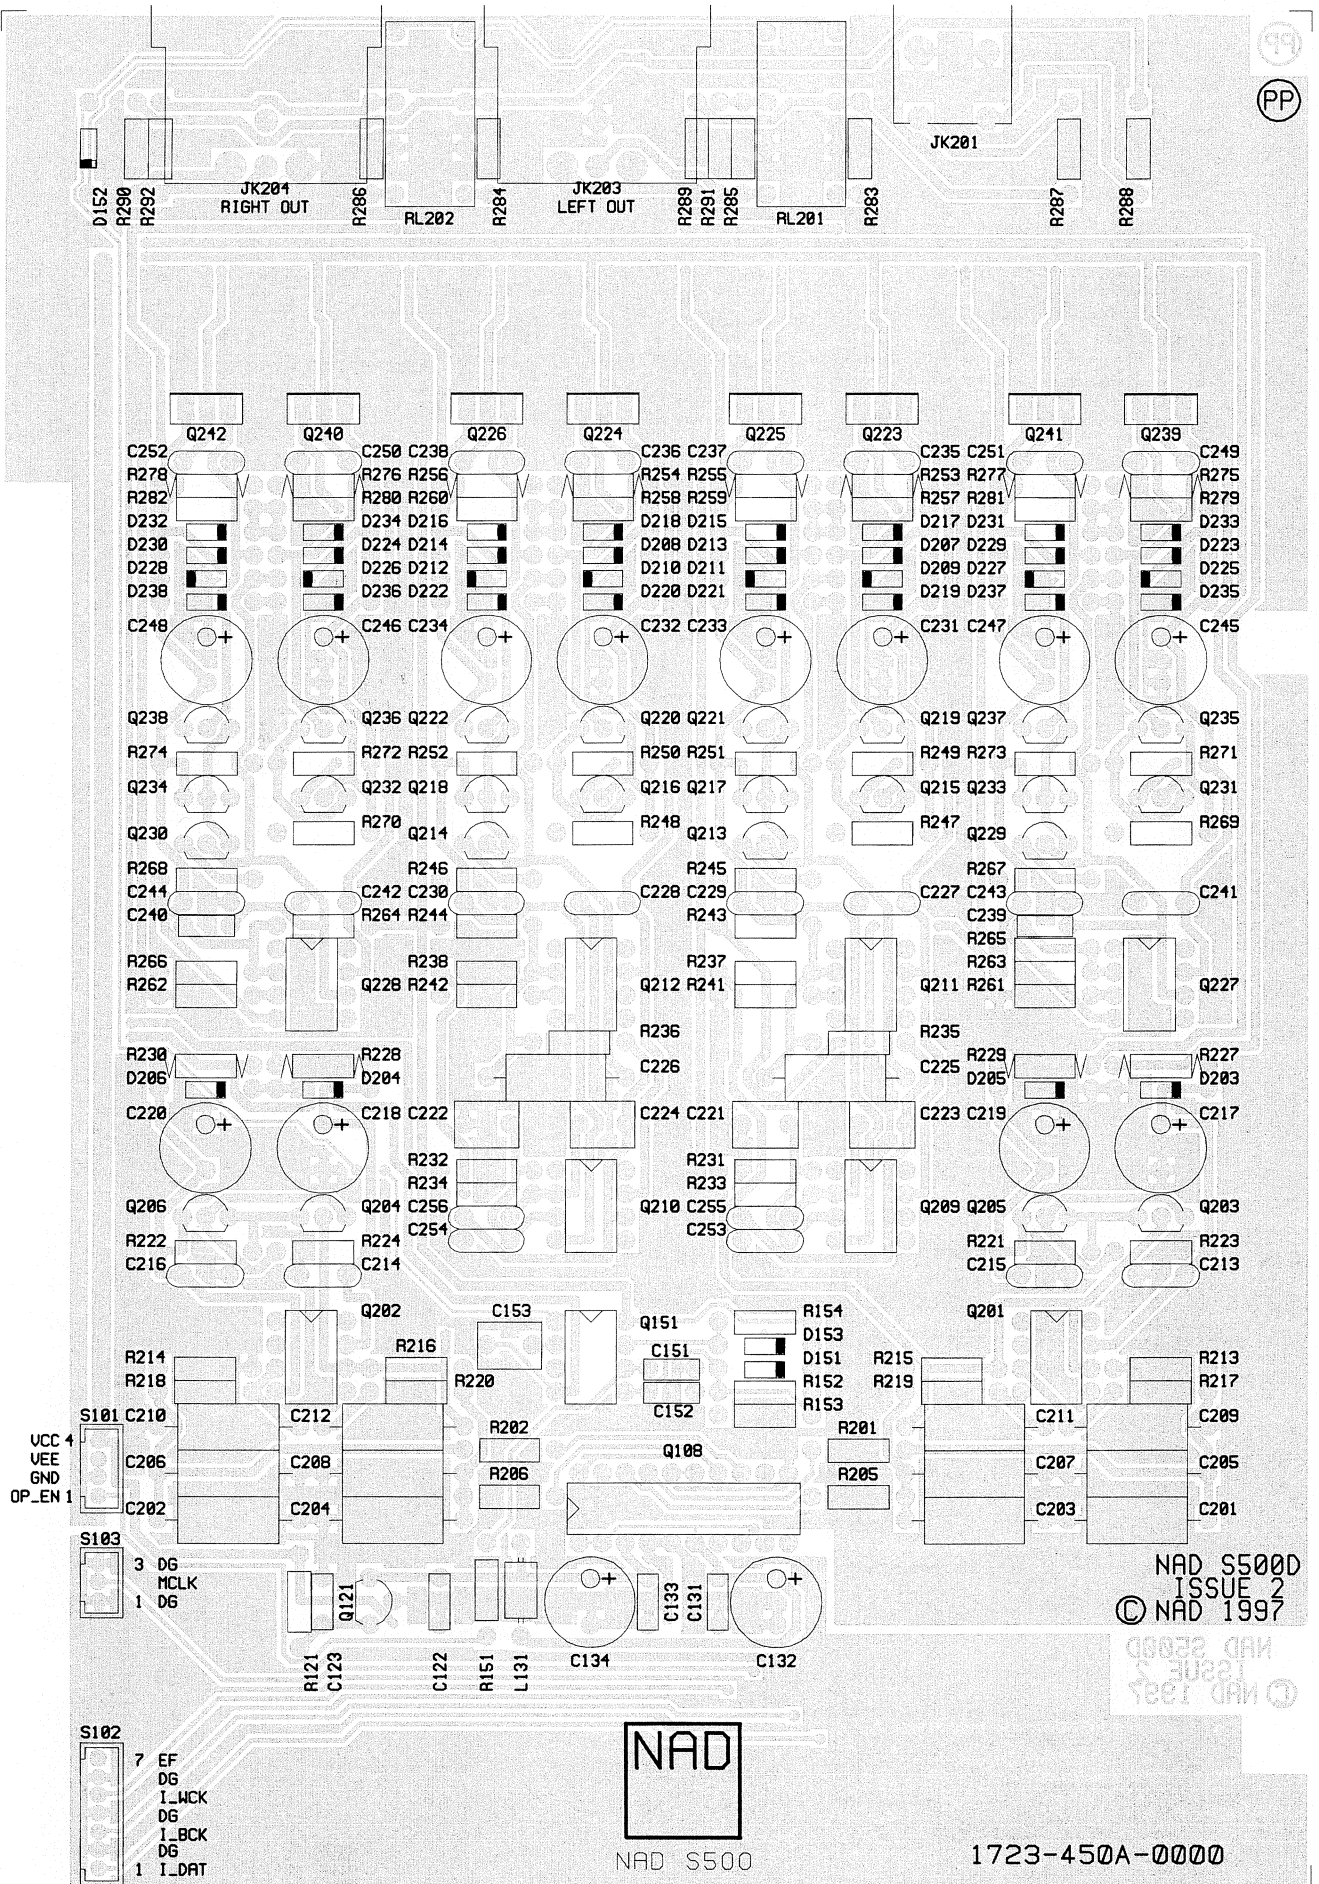 PP
PP
JK201
D152
R290
R292
JK204
RIGHT OUT
R286
RL202
R284
JK203
LEFT OUT
R289
R291
R285
RL201
R283
R287
R288
Q242 Q240 Q226 Q224 Q225 Q223 Q241 Q239
C252 C250 C238 C236 C237 C235 C251 C249
R278 R276 R256 R254 R255 R253 R277 R275
R282 R280 R260 R258 R259 R257 R281 R279
D232 D234 D216 D218 D215 D217 D231 D233
D230 D224 D214 D208 D213 D207 D229 D223
D228 D226 D212 D210 D211 D209 D227 D225
D238 D236 D222 D220 D221 D219 D237 D235
C248 + C246 C234 + C232 C233 + C231 C247 + C245
Q238 Q236 Q222 Q220 Q221 Q219 Q237 Q235
R274 R272 R252 R250 R251 R249 R273 R271
Q234 Q232 Q218 Q216 Q217 Q215 Q233 Q231
Q230 R270 Q214 R248 Q213 R247 Q229 R269
R268 R246 R245 R267
C244 C242 C230 C228 C229 C227 C243 C241
C240 R264 R244 R243 C239
R265
R266 R238 R237 R263
R262 Q228 R242 Q212 R241 Q211 R261 Q227
R236 R235
R230 R228 C226 C225 R229 R227
D206 D204 D205 D203
C220 + C218 C222 C224 C221 C223 C219 + C217
R232 R231
R234 R233
Q206 Q204 C256 Q210 C255 Q209 Q205 Q203
C254 C253
R222 R224 R221 R223
C216 C214 C215 C213
Q202 C153 Q151 R154 Q201
D153
R216 C151
R214 D151 R215 R213
R218 R220 R152 R219 R217
S101 C210 C212 C152 R153 C211 C209
VCC 4 R202 Q108 R201
VEE C206 C208 C207 C205
GND R206 R205
OP_EN 1 C202 C204 C203 C201
S103
3 DG
MCLK
1 DG
R121
C123
Q121
C122
R151
L131
+
C134
C133
C131
+
C132
NAD S500D
ISSUE 2
© NAD 1997
NAD S500D
ISSUE 2
© NAD 1997
S102
7 EF
DG
I_WCK
DG
I_BCK
DG
1 I_DAT
NAD
NAD S500
1723-450A-0000